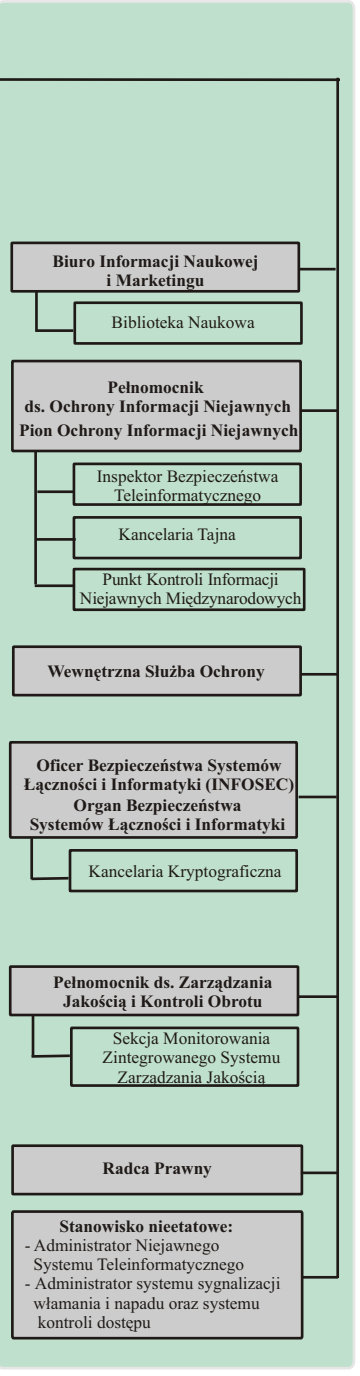 Biuro Informacji Naukowej
i Marketingu
Biblioteka Naukowa
Pełnomocnik
ds. Ochrony Informacji Niejawnych
Pion Ochrony Informacji Niejawnych
Inspektor Bezpieczeństwa
Teleinformatycznego
Kancelaria Tajna
Punkt Kontroli Informacji
Niejawnych Międzynarodowych
Wewnętrzna Służba Ochrony
Oficer Bezpieczeństwa Systemów
Łączności i Informatyki (INFOSEC)
Organ Bezpieczeństwa
Systemów Łączności i Informatyki
Kancelaria Kryptograficzna
Pełnomocnik ds. Zarządzania
Jakością i Kontroli Obrotu
Sekcja Monitorowania
Zintegrowanego Systemu
Zarządzania Jakością
Radca Prawny
Stanowisko nieetatowe:
- Administrator Niejawnego
Systemu Teleinformatycznego
- Administrator systemu sygnalizacji
włamania i napadu oraz systemu
kontroli dostępu